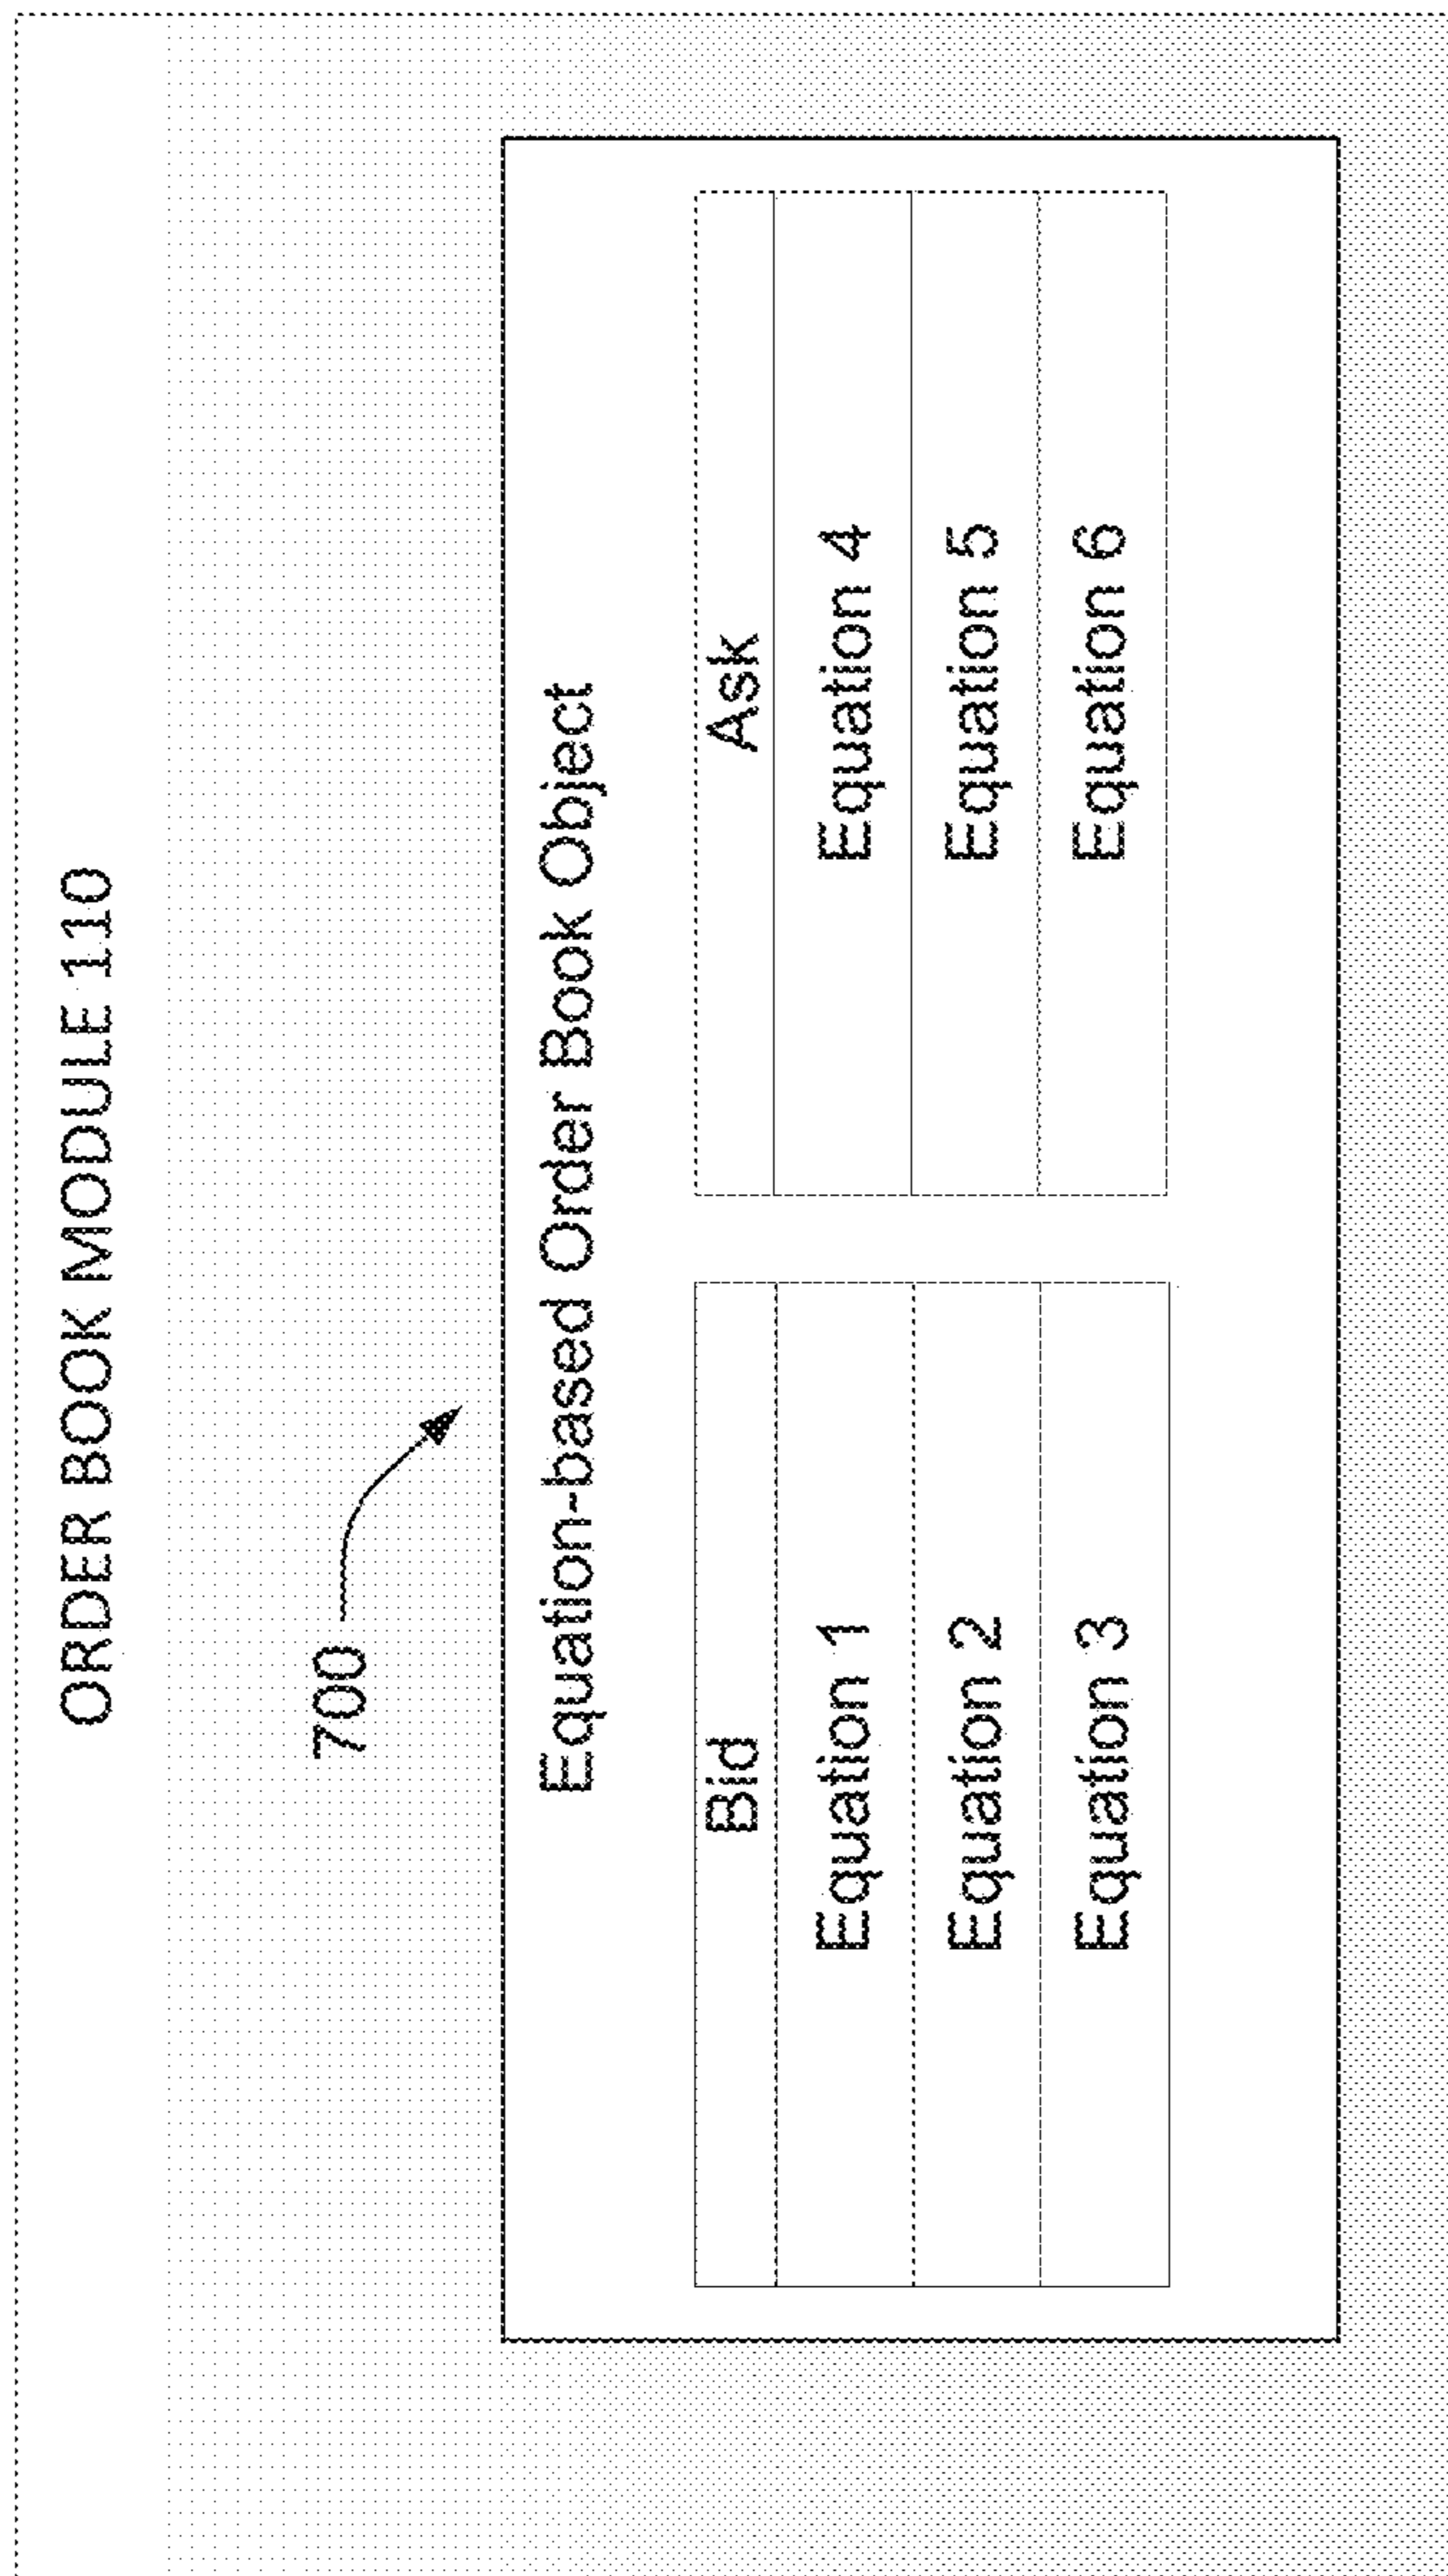 ORDER BOOK MODULE 110
700
Equation-based Order Book Object
Bid
Equation 1
Equation 2
Equation 3
Ask
Equation 4
Equation 5
Equation 6